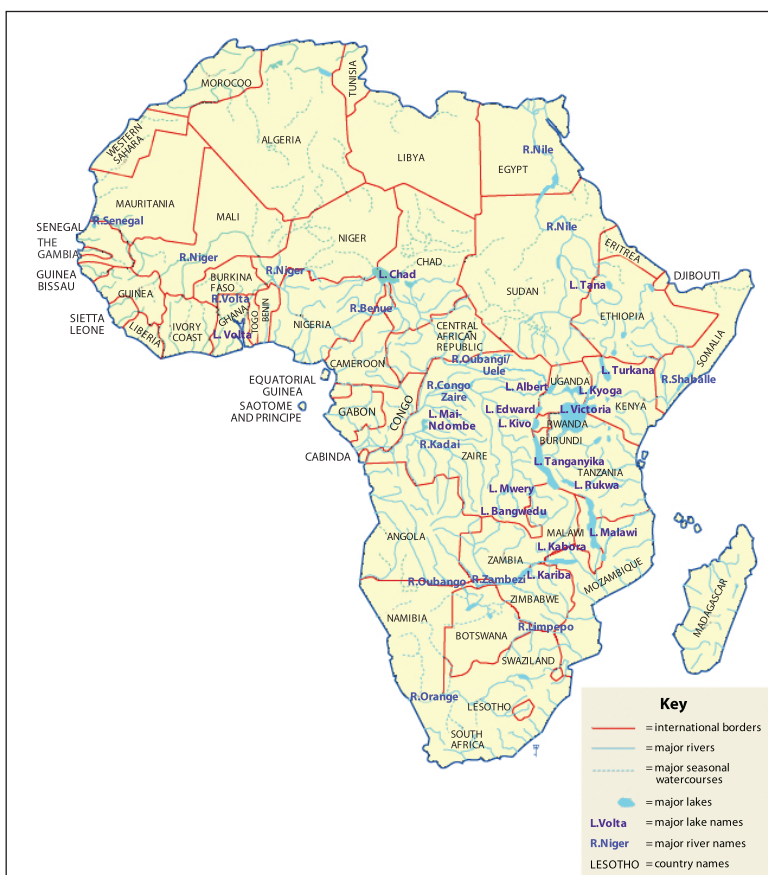 MOROCOO
TUNISIA
ALGERIA
LIBYA
EGYPT
R.Nile
WESTERN
SAHARA
MAURITANIA
MALI
NIGER
CHAD
SUDAN
R.Nile
ERITREA
DJIBOUTI
SENEGAL
R.Senegal
THE
GAMBIA
GUINEA
BISSAU
GUINEA
SIETTA
LEONE
LIBERIA
IVORY
COAST
R.Niger
BURKINA
FASO
R.Volta
GHANA
TOGO
BENIN
L.Volta
R.Niger
NIGERIA
R.Benue
L.Chad
L.Tana
ETHIOPIA
SOMALIA
CENTRAL
AFRICAN
REPUBLIC
CAMEROON
R.Oubangi/
Uele
EQUATORIAL
GUINEA
SAOTOME
AND PRINCIPE
GABON
CONGO
CABINDA
R.Congo
Zaire
L.Mai-
Ndombe
R.Kadai
ZAIRE
L.Albert
UGANDA
L.Kyoga
L.Turkana
R.Shaballe
KENYA
L.Edward
L.Victoria
L.Kivo
RWANDA
BURUNDI
L.Tanganyika
TANZANIA
L.Rukwa
L.Mwery
L.Bangwedu
ANGOLA
MALAWI
L.Malawi
L.Kabora
ZAMBIA
L.Kariba
MOZAMBIQUE
R.Oubango
R.Zambezi
ZIMBABWE
NAMIBIA
R.Limpepo
BOTSWANA
SWAZILAND
MADAGASCAR
R.Orange
LESOTHO
SOUTH
AFRICA
Key
= international borders
= major rivers
= major seasonal
watercourses
= major lakes
L.Volta = major lake names
R.Niger = major river names
LESOTHO = country names